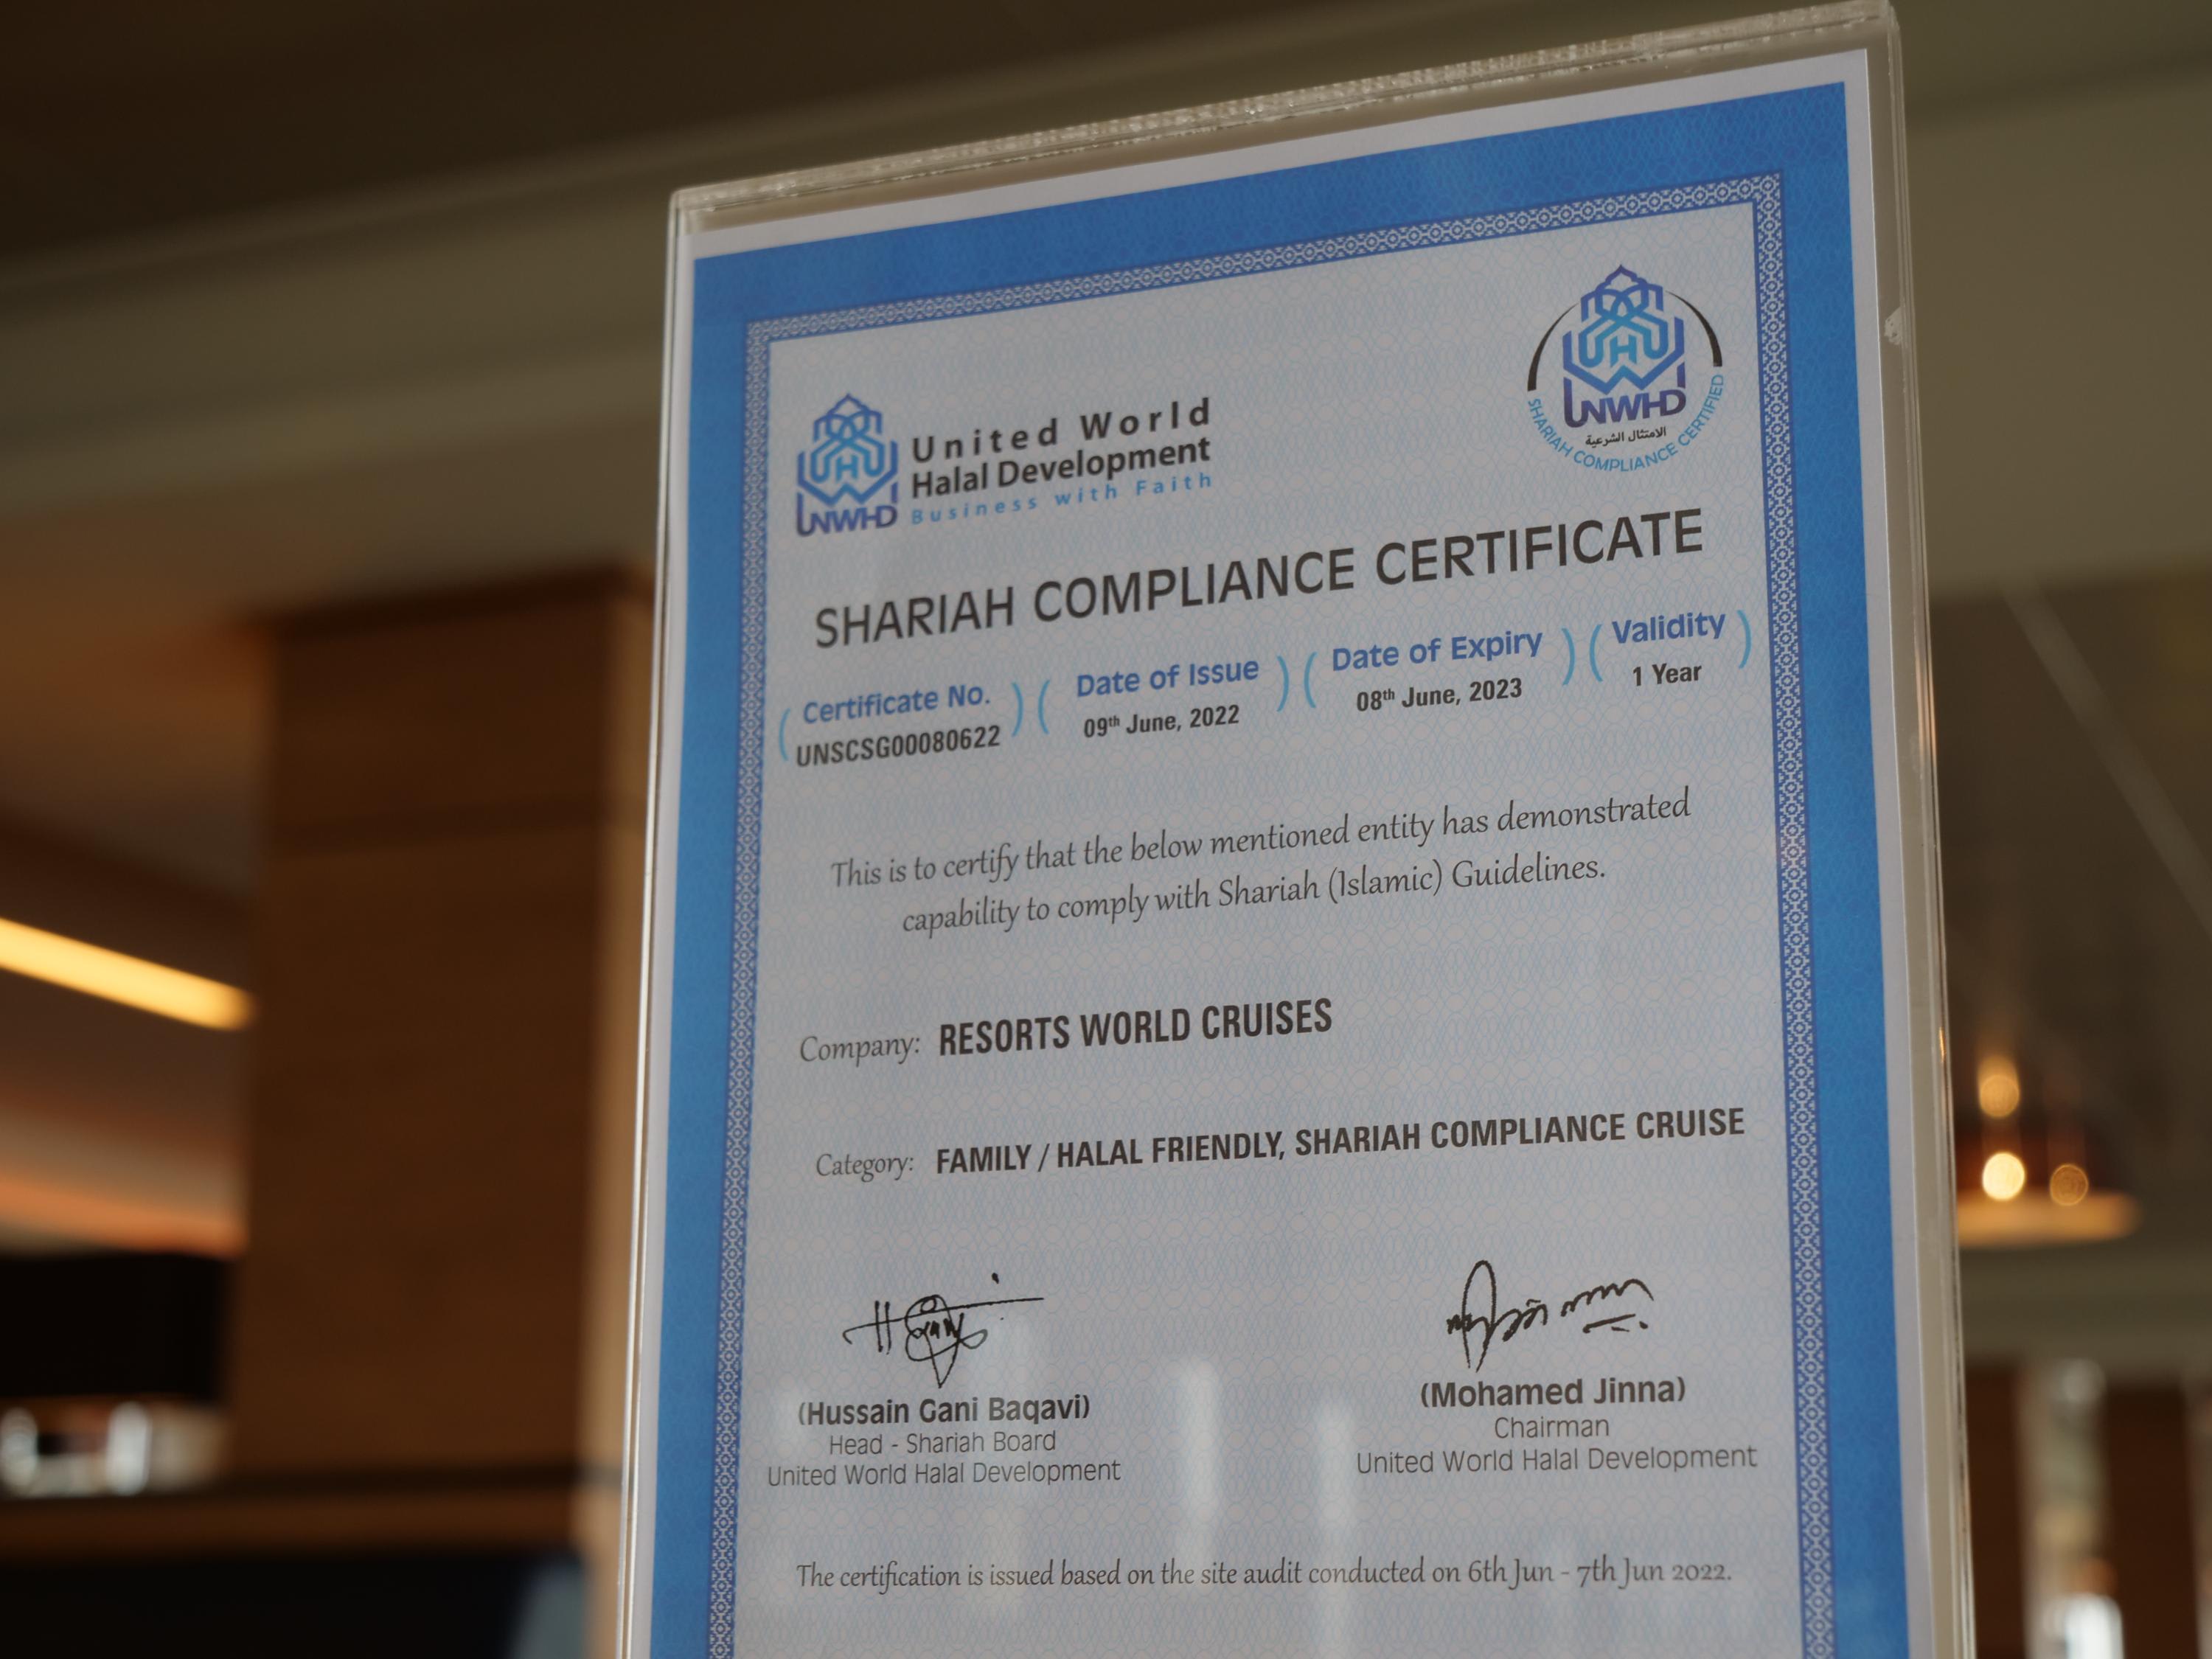 UNWHD
United World
Halal Development
Business with Faith
UNWHD
الامتثال الشرعية
SHARIAH COMPLIANCE CERTIFIED
SHARIAH COMPLIANCE CERTIFICATE
Certificate No.
UNSCSG00080622
Date of Issue
09th June, 2022
Date of Expiry
08th June, 2023
Validity
1 Year
This is to certify that the below mentioned entity has demonstrated
capability to comply with Shariah (Islamic) Guidelines.
Company: RESORTS WORLD CRUISES
Category: FAMILY / HALAL FRIENDLY, SHARIAH COMPLIANCE CRUISE
(Hussain Gani Baqavi)
Head - Shariah Board
United World Halal Development
(Mohamed Jinna)
Chairman
United World Halal Development
The certification is issued based on the site audit conducted on 6th Jun - 7th Jun 2022.